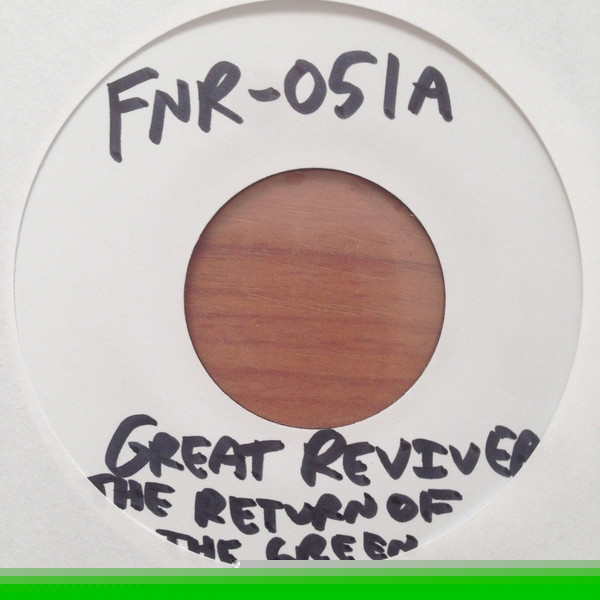 FNR-051A
GREAT REVIVER
THE RETURN OF
THE GREEN